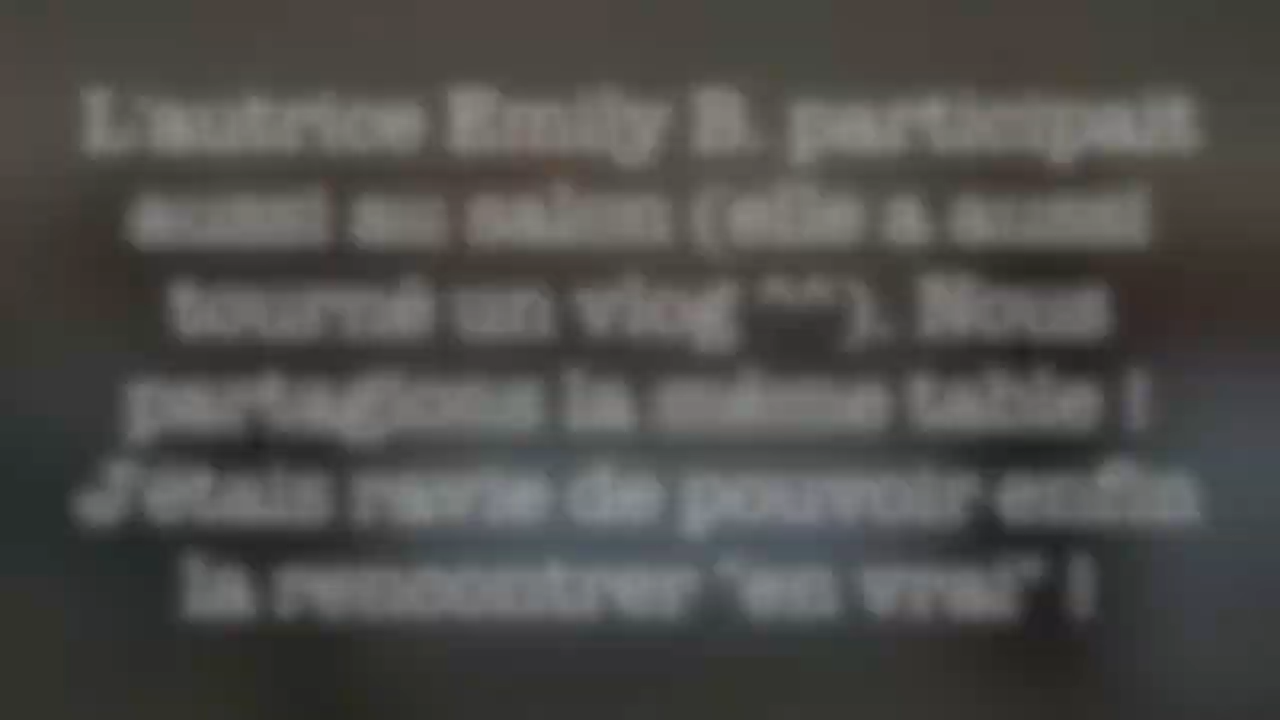 L'autrice Emily B. participait
aussi au salon (elle a aussi
tourné un vlog ^^). Nous
partagions la même table !
J'étais ravie de pouvoir enfin
la rencontrer "en vrai" !